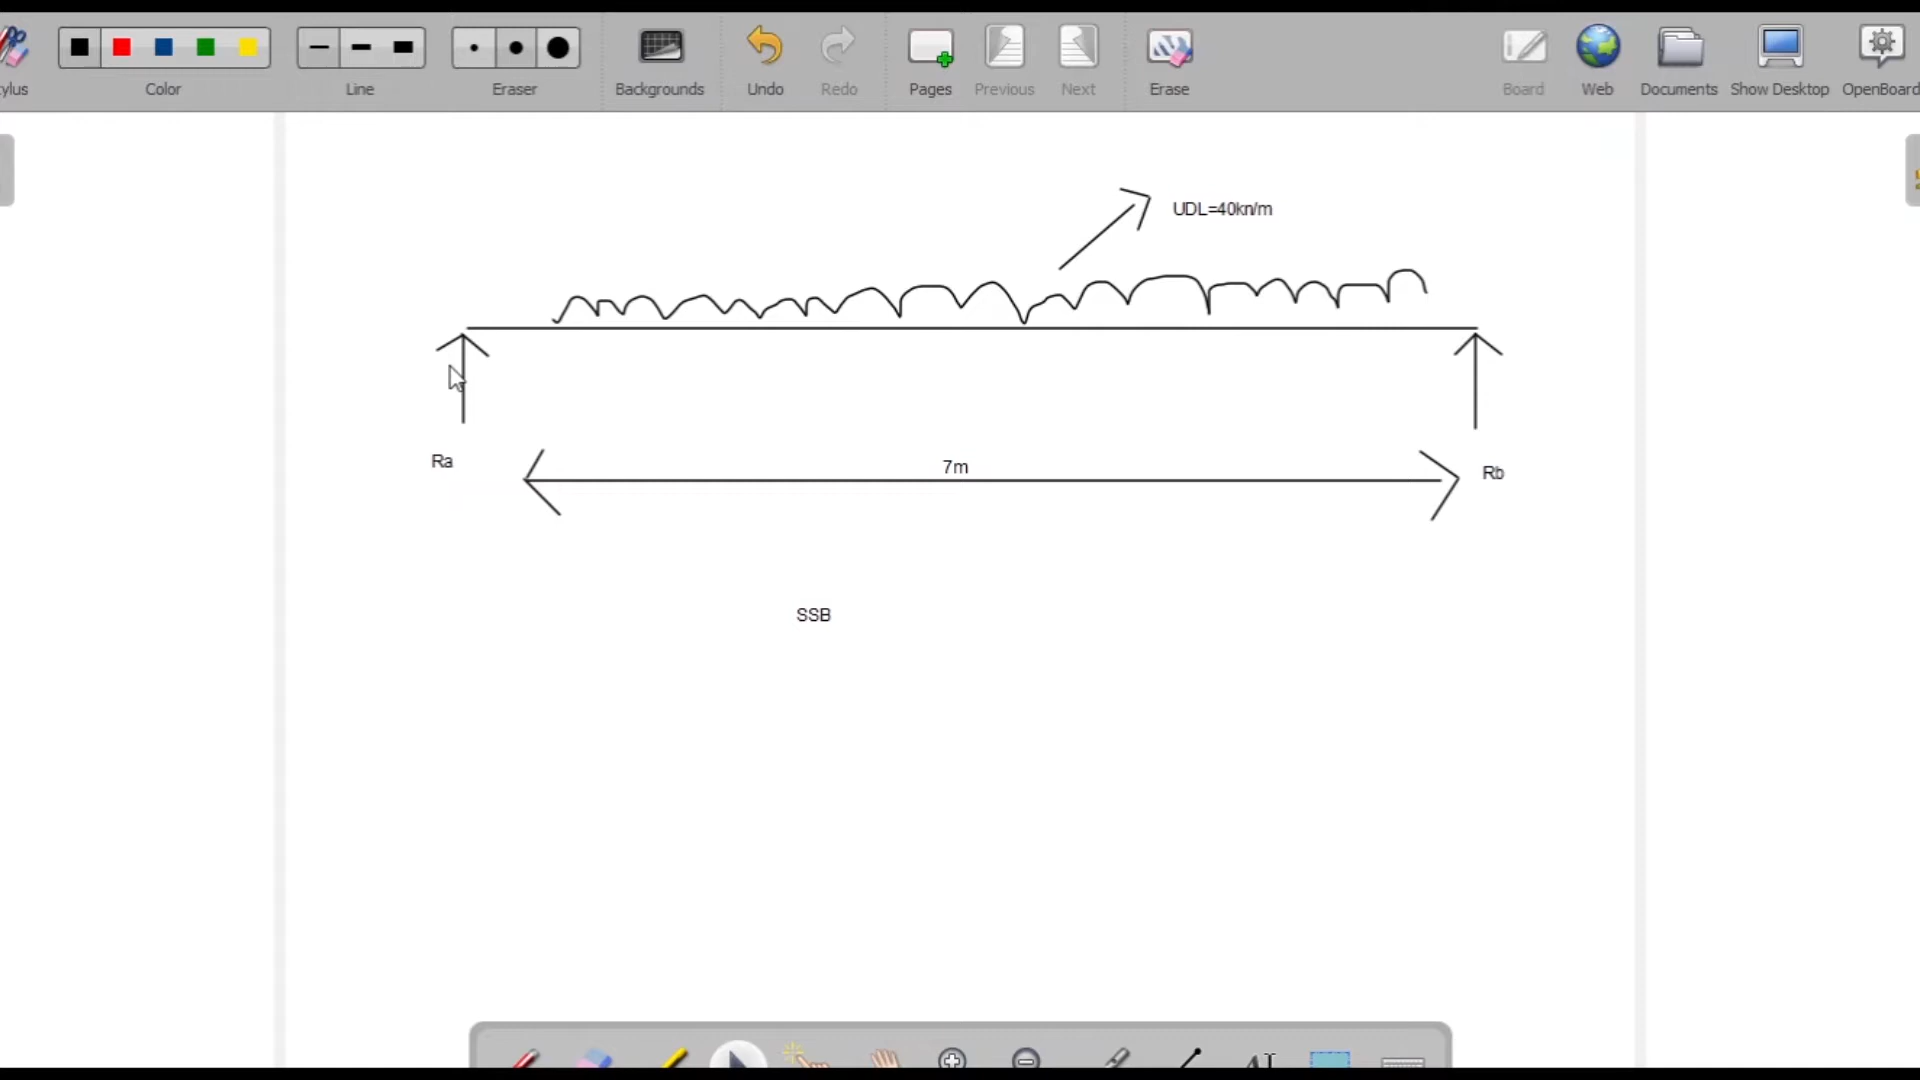 ylus
Color
Line
Eraser
Backgrounds
Undo
Redo
Pages
Previous
Next
Erase
Board
Web
Documents
Show Desktop
OpenBoard
UDL=40kn/m
Ra
7m
Rb
SSB